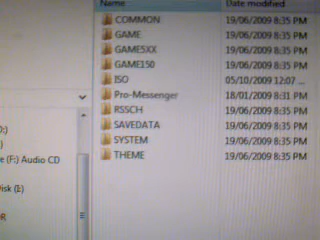 Name Date modified
COMMON 19/06/2009 8:35 PM
GAME 19/06/2009 8:35 PM
GAME5XX 19/06/2009 8:35 PM
GAME150 19/06/2009 8:35 PM
ISO 05/10/2009 12:07 ...
Pro-Messenger 18/01/2009 8:31 PM
RSSCH 19/06/2009 8:35 PM
SAVEDATA 19/06/2009 8:35 PM
SYSTEM 19/06/2009 8:35 PM
THEME 19/06/2009 8:35 PM
e (F:) Audio CD
isk (I:)